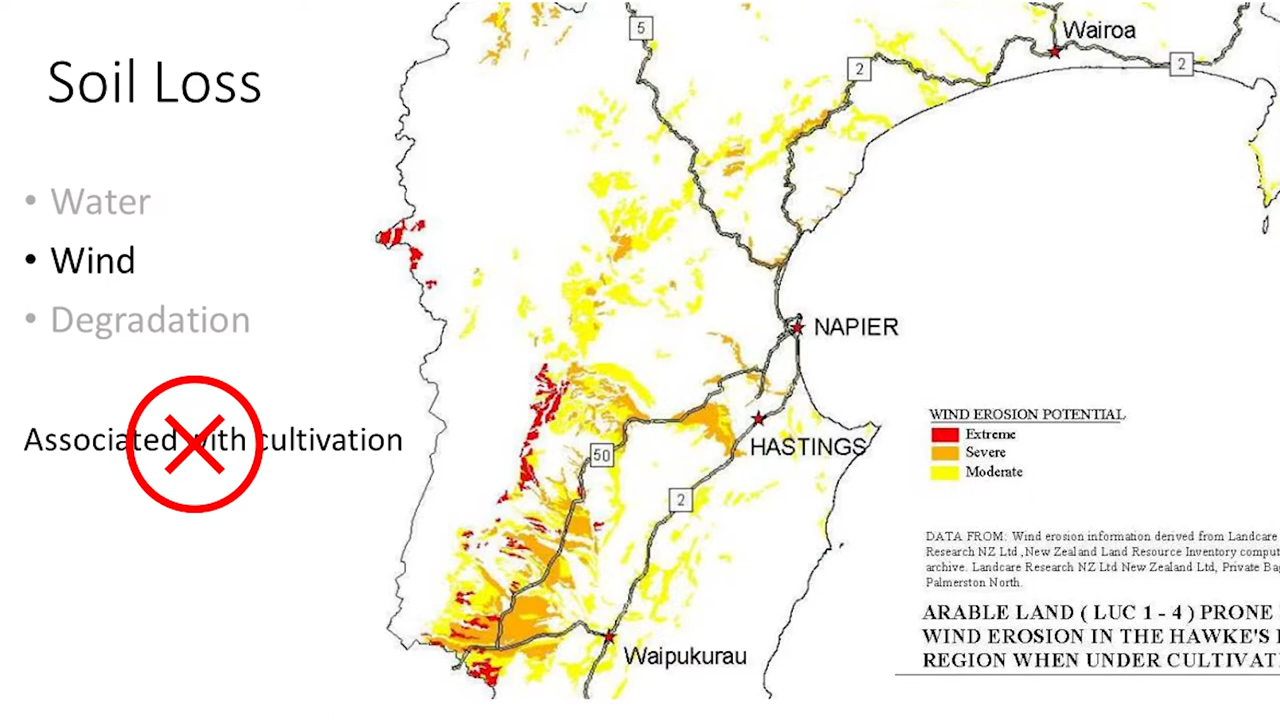 Soil Loss
• Water
• Wind
• Degradation
Associated with cultivation
5
2
Wairoa
2
NAPIER
HASTINGS
50
2
Waipukurau
WIND EROSION POTENTIAL
Extreme
Severe
Moderate
DATA FROM: Wind erosion information derived from Landcare
Research NZ Ltd, New Zealand Land Resource Inventory comput
archive. Landcare Research NZ Ltd New Zealand Ltd, Private Ba
Palmerston North.
ARABLE LAND ( LUC 1 - 4 ) PRONE
WIND EROSION IN THE HAWKE'S
REGION WHEN UNDER CULTIVAT